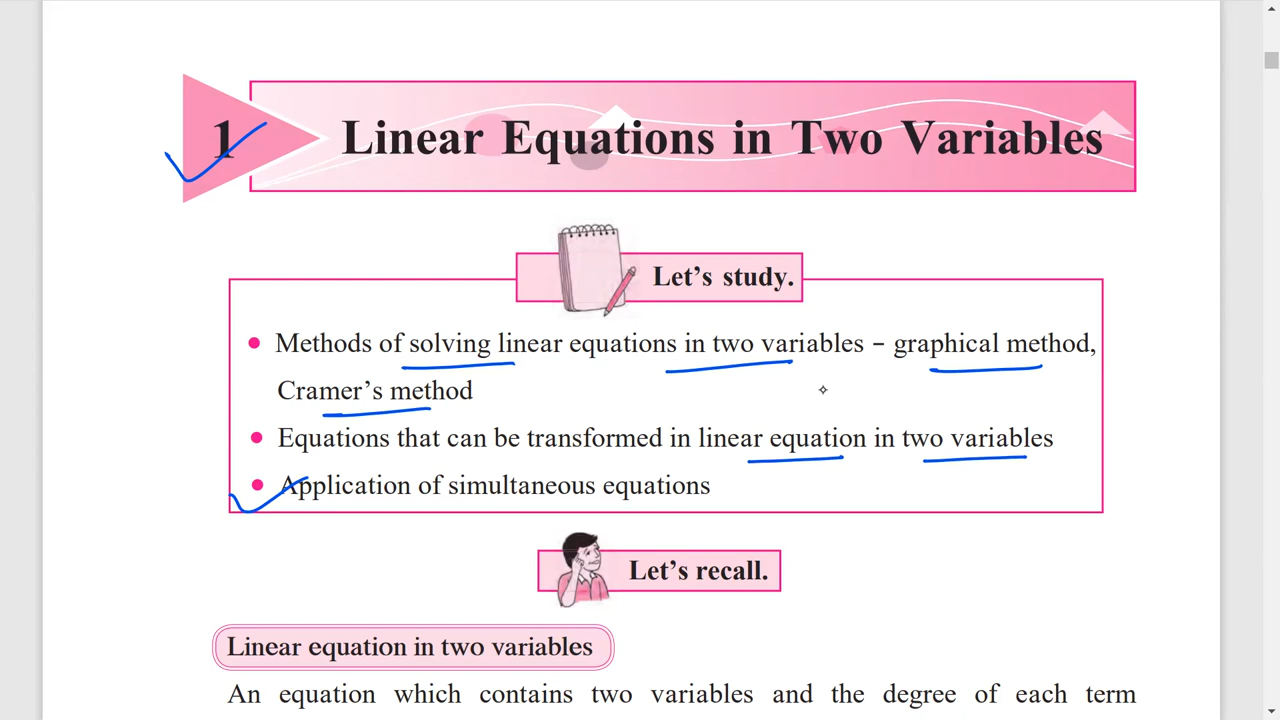 1
Linear Equations in Two Variables
Let’s study.
• Methods of solving linear equations in two variables – graphical method,
Cramer’s method
• Equations that can be transformed in linear equation in two variables
• Application of simultaneous equations
Let’s recall.
Linear equation in two variables
An equation which contains two variables and the degree of each term